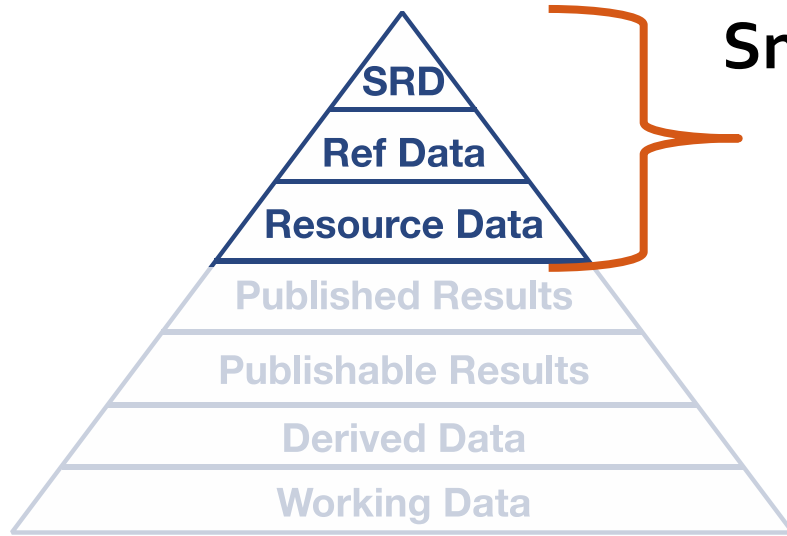 SRD
Ref Data
Resource Data
Published Results
Publishable Results
Derived Data
Working Data